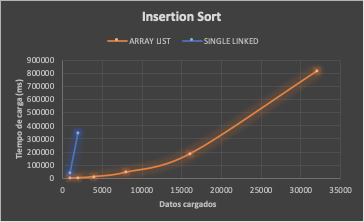 Insertion Sort
ARRAY LIST SINGLE LINKED
Tiempo de carga (ms)
900000
800000
700000
600000
500000
400000
300000
200000
100000
0
0 5000 10000 15000 20000 25000 30000 35000
Datos cargados